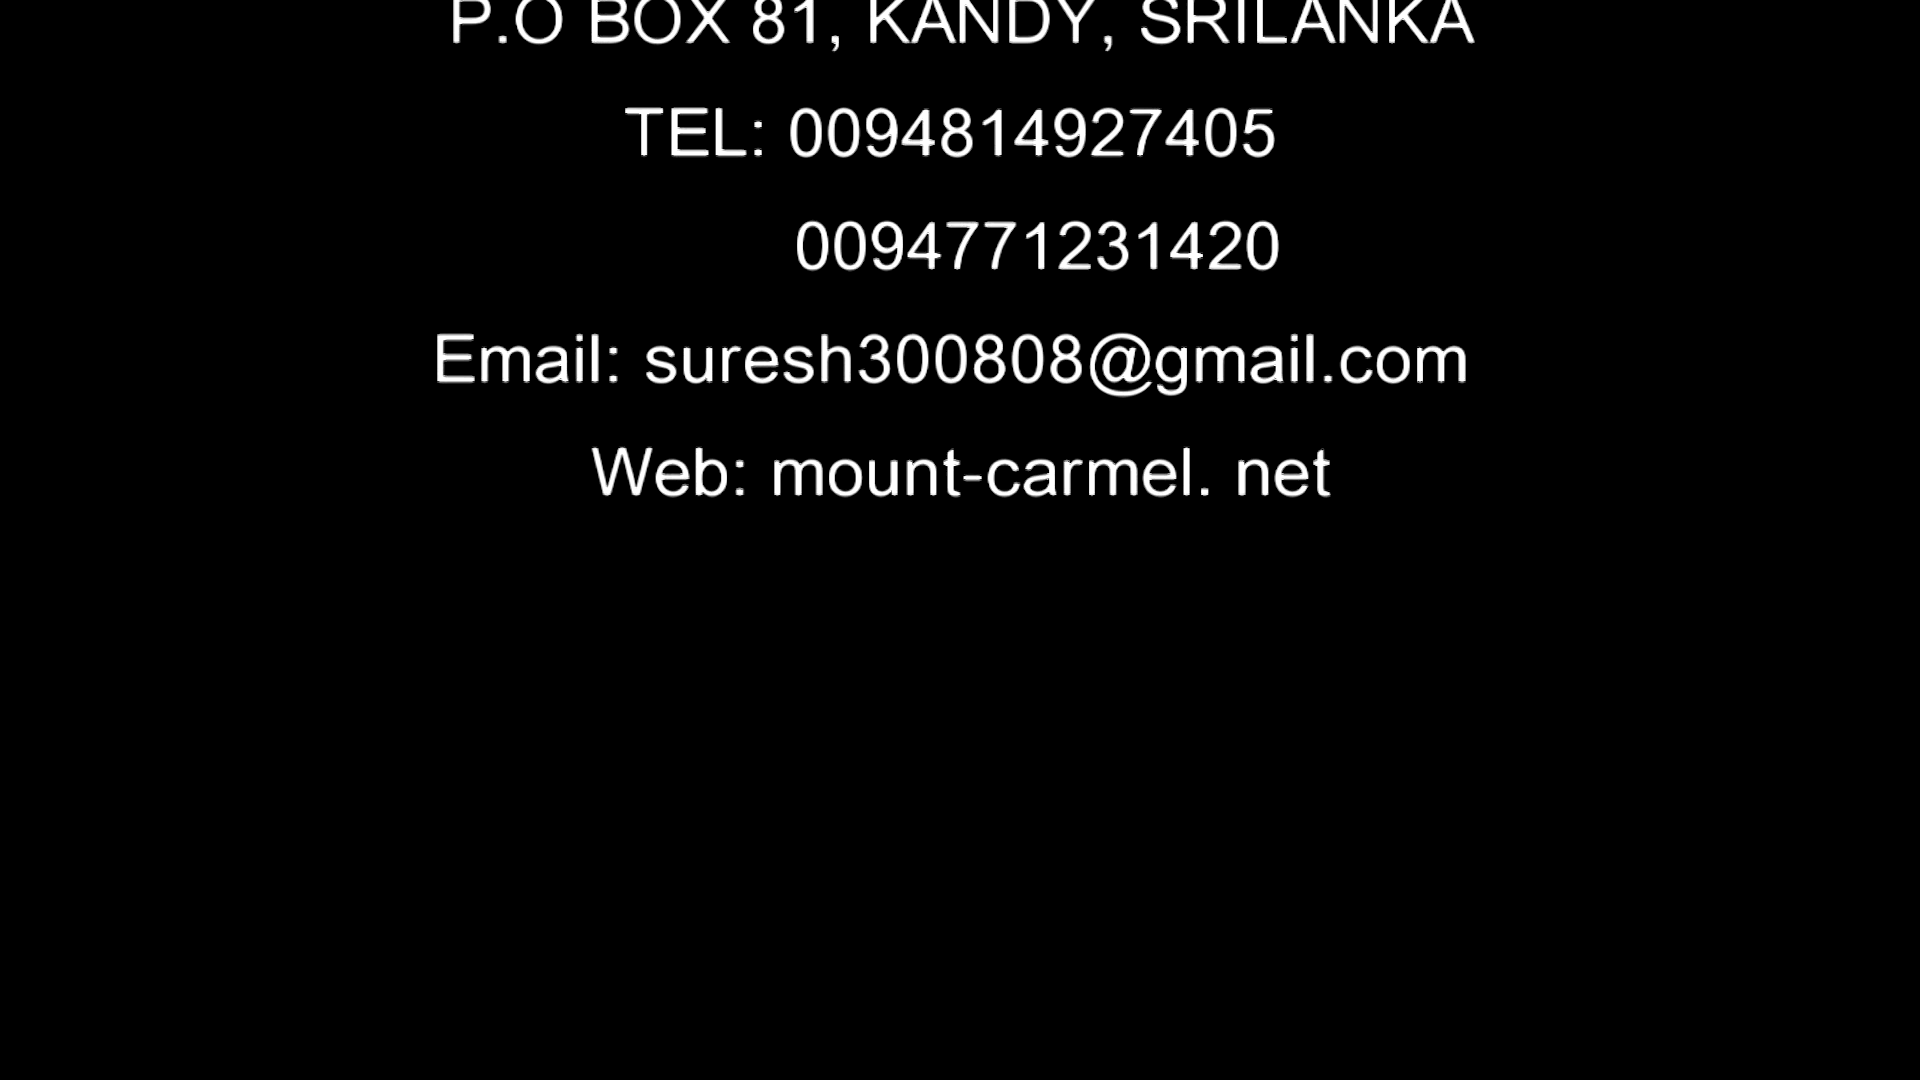 P.O BOX 81, KANDY, SRILANKA
TEL: 0094814927405
0094771231420
Email: suresh300808@gmail.com
Web: mount-carmel. net